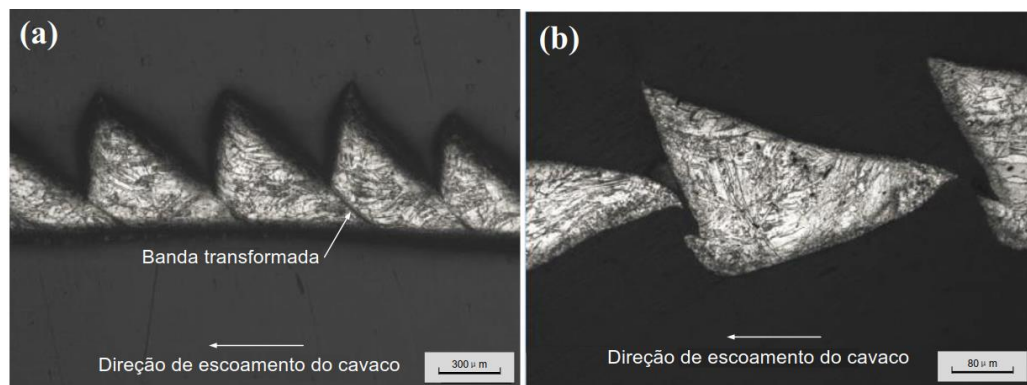 (a)
Banda transformada
Direção de escoamento do cavaco
300 μ m
(b)
Direção de escoamento do cavaco
80 μ m